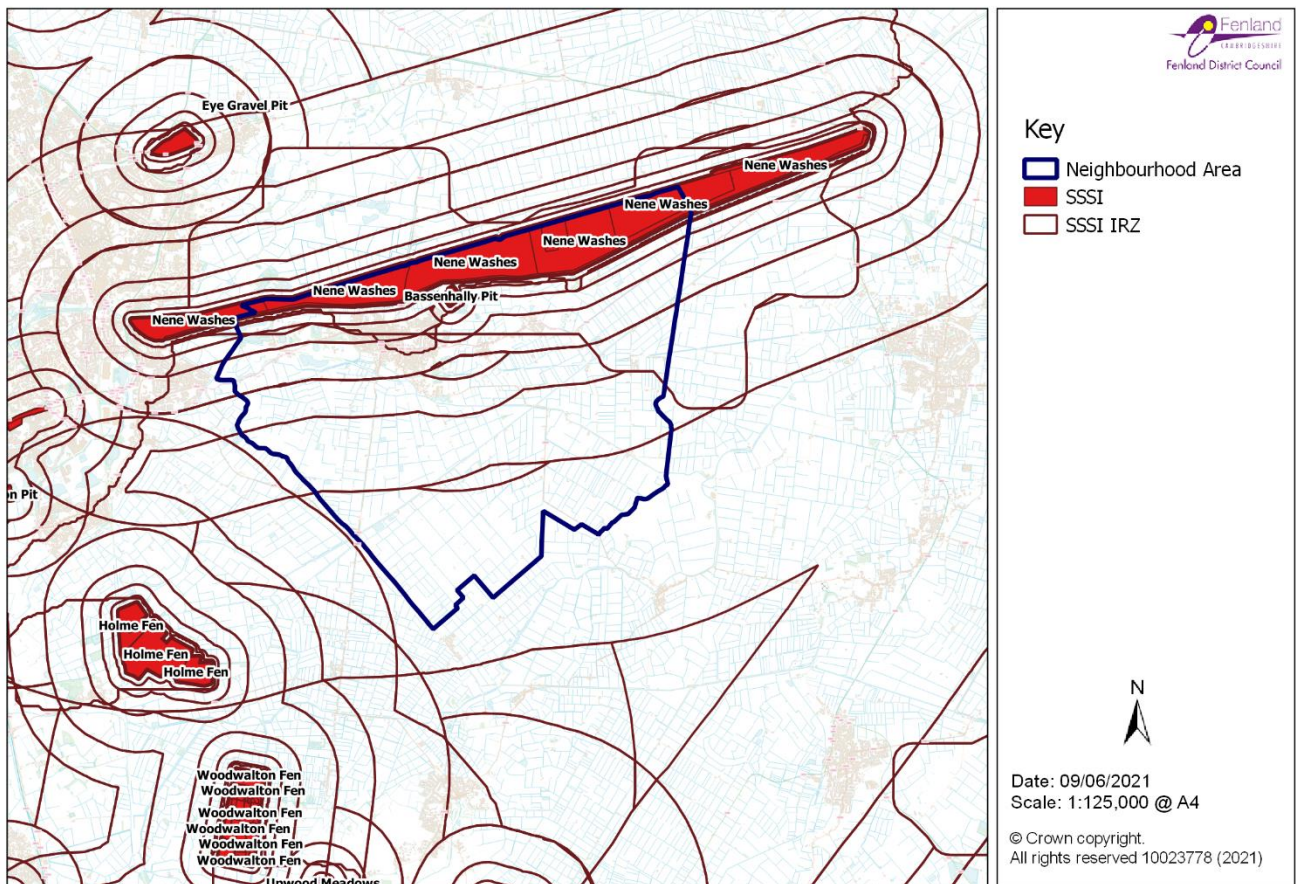 Eye Gravel Pit
Nene Washes
Nene Washes
Nene Washes
Nene Washes
Nene Washes
Bassenhally Pit
Nene Washes
on Pit
Holme Fen
Holme Fen
Holme Fen
Woodwalton Fen
Woodwalton Fen
Woodwalton Fen
Woodwalton Fen
Woodwalton Fen
Woodwalton Fen
Upwood Meadows
Fenland
CAMBRIDGESHIRE
Fenland District Council
Key
Neighbourhood Area
SSSI
SSSI IRZ
N
Date: 09/06/2021
Scale: 1:125,000 @ A4
© Crown copyright.
All rights reserved 10023778 (2021)